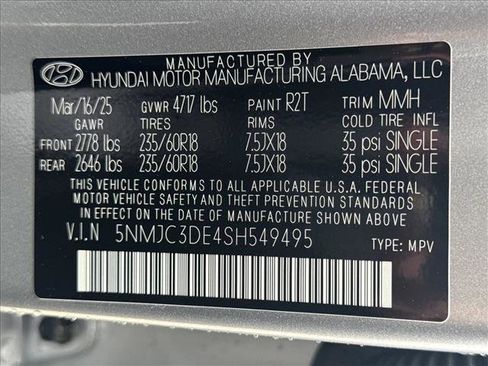 MANUFACTURED BY
HYUNDAI MOTOR MANUFACTURING ALABAMA, LLC
Mar/16/25 GVWR 4717 lbs PAINT R2T TRIM MMH
GAWR TIRES RIMS COLD TIRE INFL
FRONT 2778 lbs 235/60R18 7.5JX18 35 psi SINGLE
REAR 2646 lbs 235/60R18 7.5JX18 35 psi SINGLE
THIS VEHICLE CONFORMS TO ALL APPLICABLE U.S.A. FEDERAL
MOTOR VEHICLE SAFETY AND THEFT PREVENTION STANDARDS
IN EFFECT ON THE DATE OF MANUFACTURE SHOWN ABOVE.
V.I.N 5NMJC3DE4SH549495 TYPE: MPV